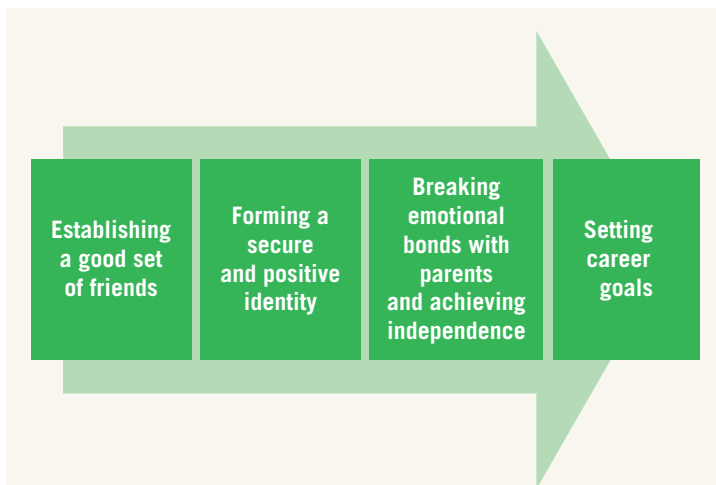 Establishing
a good set
of friends
Forming a
secure
and positive
identity
Breaking
emotional
bonds with
parents
and achieving
independence
Setting
career
goals